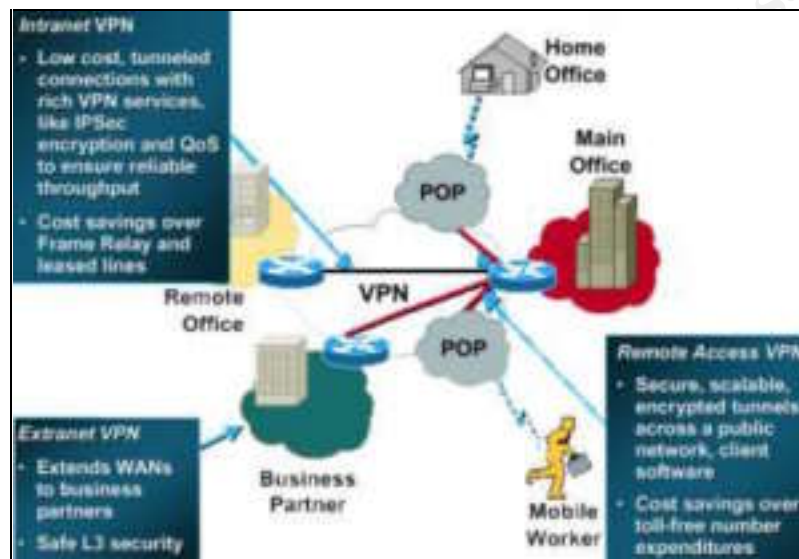 Intranet VPN
• Low cost, tunneled
connections with
rich VPN services,
like IPSec
encryption and QoS
to ensure reliable
throughput
• Cost savings over
Frame Relay and
leased lines
Home
Office
Main
Office
POP
VPN
Remote
Office
POP
Extranet VPN
• Extends WANs
to business
partners
• Safe L3 security
Business
Partner
Mobile
Worker
Remote Access VPN
• Secure, scalable,
encrypted tunnels
across a public
network, client
software
• Cost savings over
toll-free number
expenditures